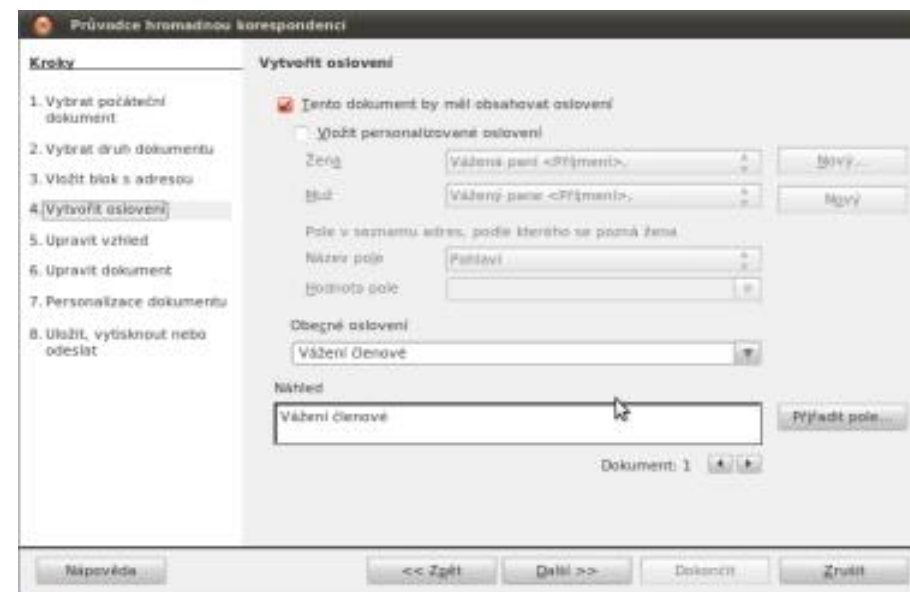 Průvodce hromadnou korespondencí
Kroky
1. Vybrat počáteční
dokument
2. Vybrat druh dokumentu
3. Vložit blok s adresou
4. Vytvořit oslovení
5. Upravit vzhled
6. Upravit dokument
7. Personalizace dokumentu
8. Uložit, vytisknout nebo
odeslat
Vytvořit oslovení
Tento dokument by měl obsahovat oslovení
Vložit personalizované oslovení
Žena
Vážená paní <Příjmení>,
Nový...
Muž
Vážený pane <Příjmení>,
Nový
Pole v seznamu adres, podle kterého se pozná žena
Název pole
Pohlaví
Hodnota pole
Obecné oslovení
Vážení členové
Náhled
Vážení členové
Přiřadit pole...
Dokument: 1
Nápověda
<< Zpět
Další >>
Dokončit
Zrušit